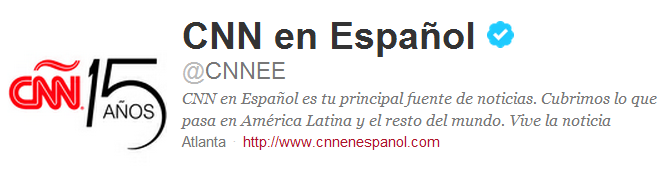 CNN en Español
@CNNEE
CNN 15 AÑOS
CNN en Español es tu principal fuente de noticias. Cubrimos lo que
pasa en América Latina y el resto del mundo. Vive la noticia
Atlanta · http://www.cnnenespanol.com